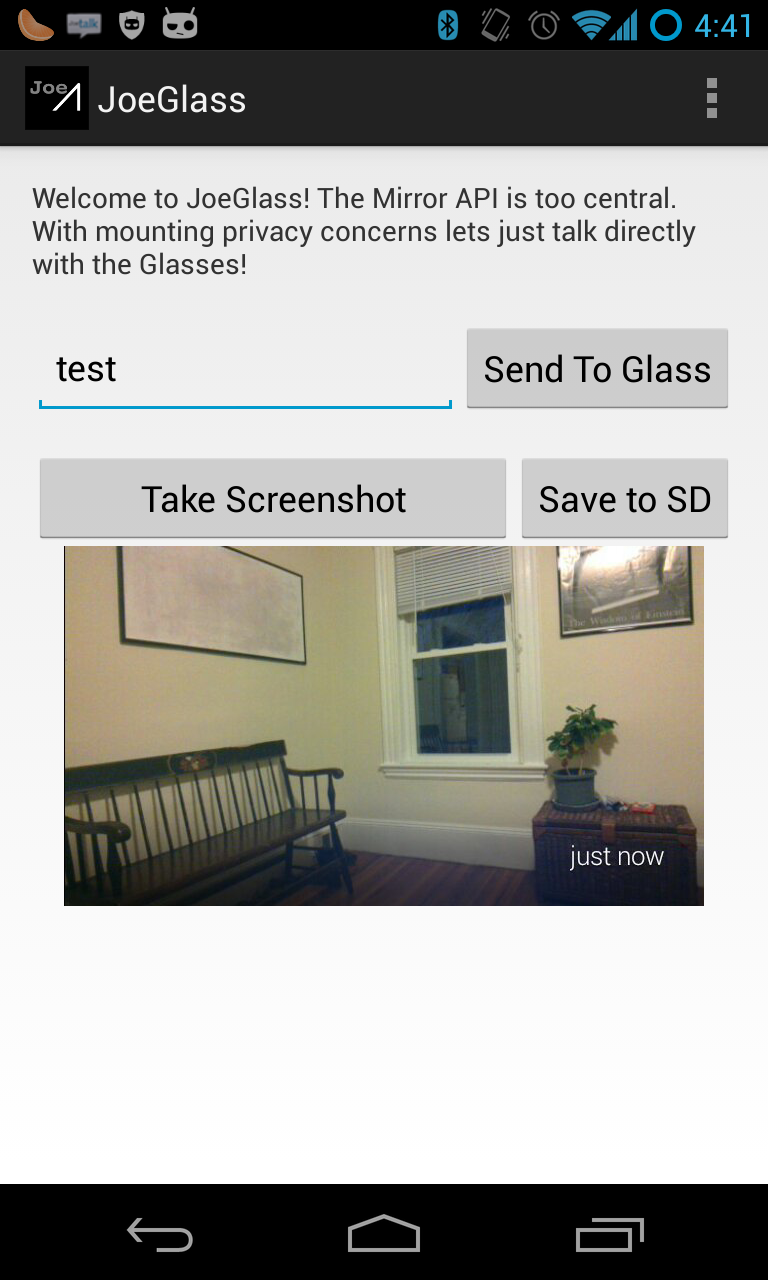 talk
4:41
Joe
JoeGlass
Welcome to JoeGlass! The Mirror API is too central.
With mounting privacy concerns lets just talk directly
with the Glasses!
test
Send To Glass
Take Screenshot
Save to SD
The Wisdom of Einstein
just now